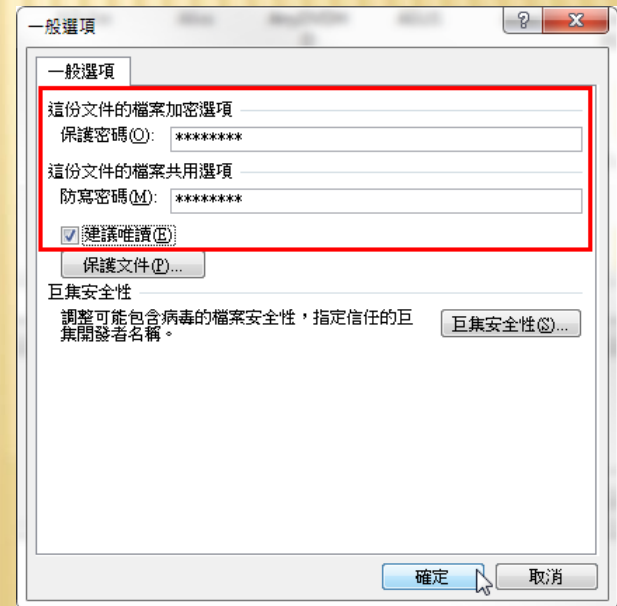 一般選項
一般選項
這份文件的檔案加密選項
保護密碼(O): ********
這份文件的檔案共用選項
防寫密碼(M): ********
建議唯讀(E)
保護文件(P)...
巨集安全性
調整可能包含病毒的檔案安全性，指定信任的巨
集開發者名稱。
巨集安全性(S)...
確定
取消